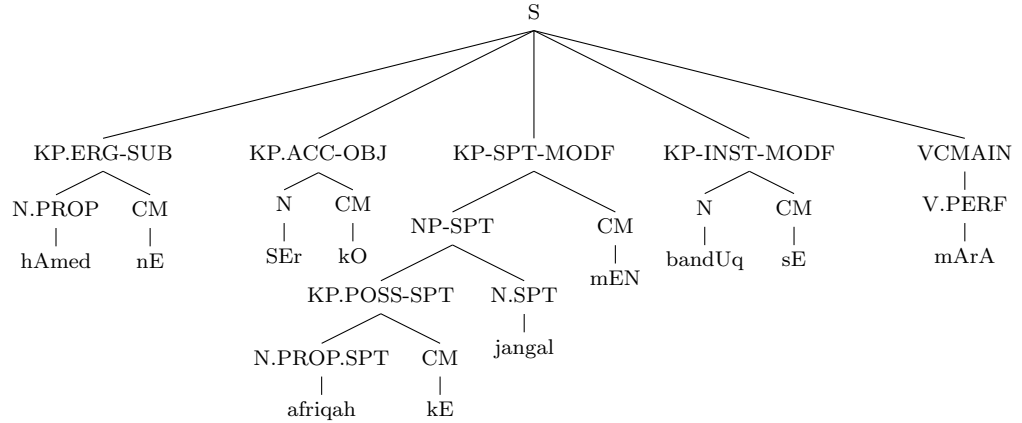 S
KP.ERG-SUB KP.ACC-OBJ KP-SPT-MODF KP-INST-MODF VCMAIN
N.PROP CM N CM NP-SPT CM N CM V.PERF
hAmed nE SEr kO mEN bandUq sE mArA
KP.POSS-SPT N.SPT
N.PROP.SPT CM jangal
afriqah kE